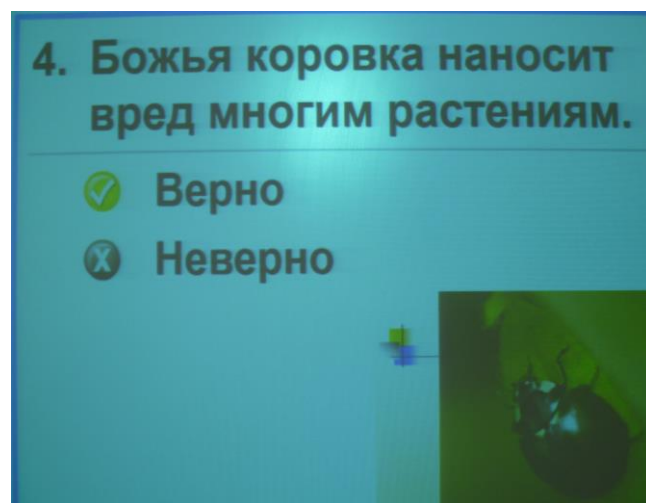 4. Божья коровка наносит
вред многим растениям.
Верно
Неверно